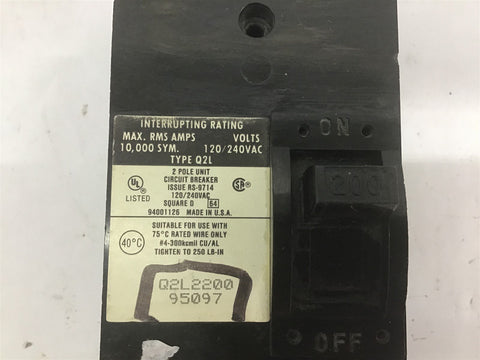 INTERRUPTING RATING
MAX. RMS AMPS VOLTS
10,000 SYM. 120/240VAC
TYPE Q2L
2 POLE UNIT
CIRCUIT BREAKER
ISSUE RS-9714
120/240VAC
SQUARE D 64
94001126 MADE IN U.S.A.
UL
LISTED
SUITABLE FOR USE WITH
75°C RATED WIRE ONLY
#4-300kcmil CU/AL
TIGHTEN TO 250 LB-IN
40°C
Q2L2200
95097
ON
OFF